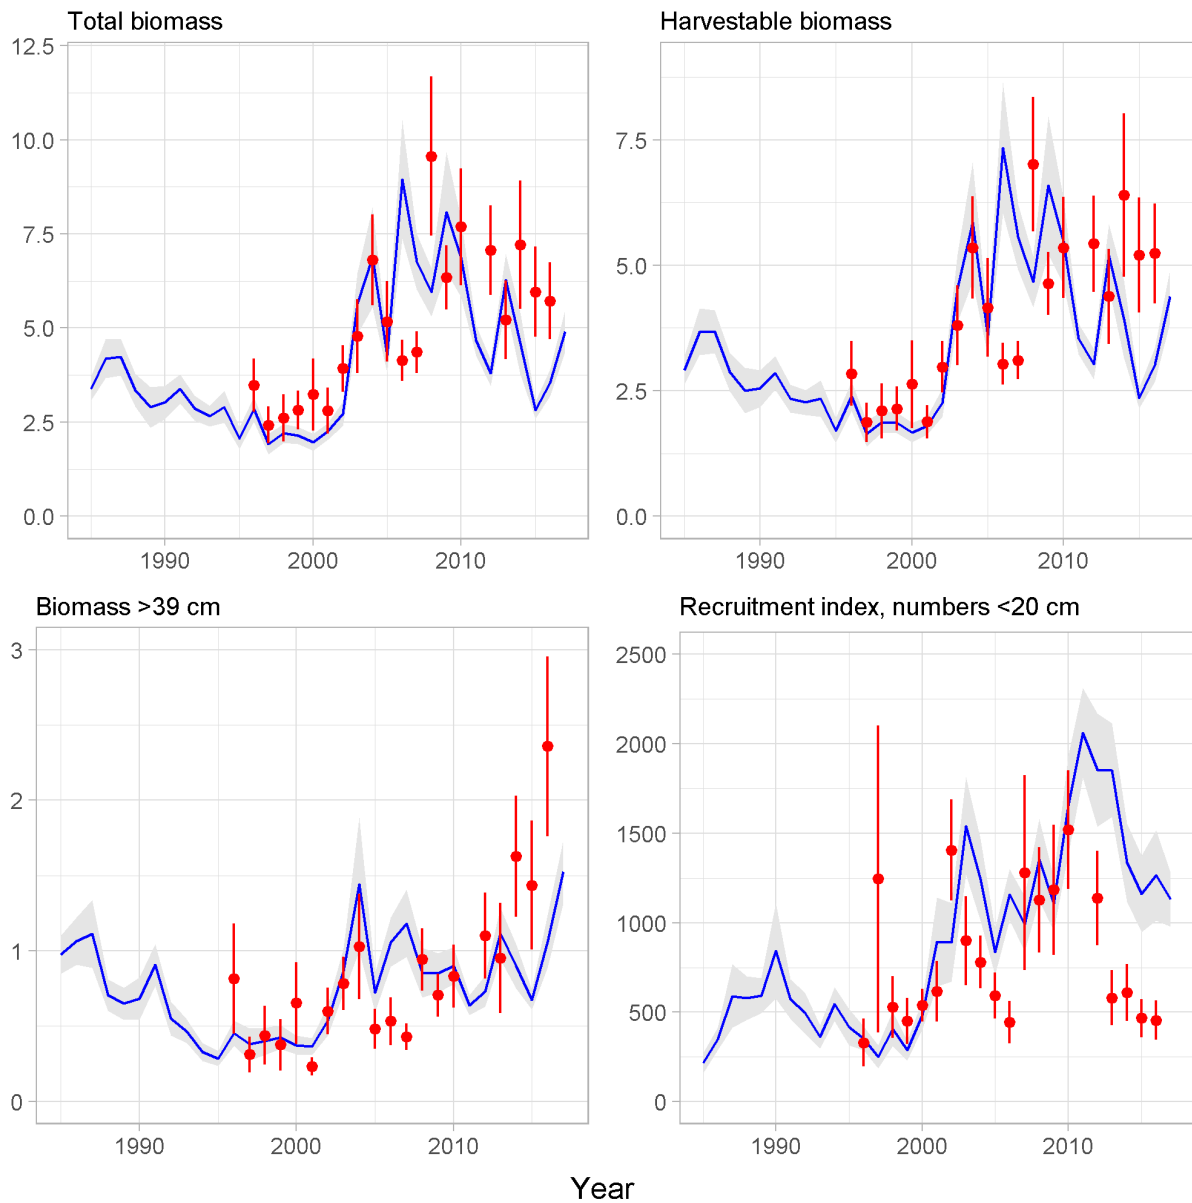 Total biomass
12.5
10.0
7.5
5.0
2.5
0.0
1990 2000 2010
Harvestable biomass
7.5
5.0
2.5
0.0
1990 2000 2010
Biomass >39 cm
3
2
1
0
1990 2000 2010
Recruitment index, numbers <20 cm
2500
2000
1500
1000
500
0
1990 2000 2010
Year